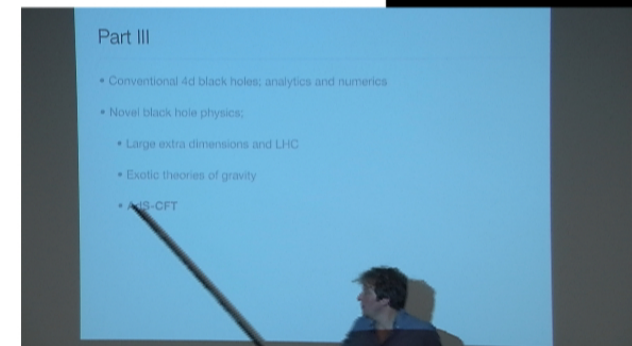 Part III
• Conventional 4d black holes; analytics and numerics
• Novel black hole physics;
• Large extra dimensions and LHC
• Exotic theories of gravity
• AdS-CFT